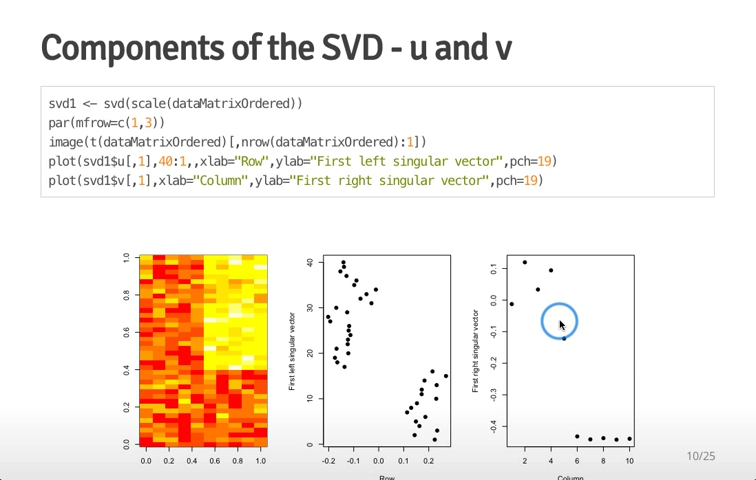 Components of the SVD - u and v
svd1 <- svd(scale(dataMatrixOrdered))
par(mfrow=c(1,3))
image(t(dataMatrixOrdered)[,nrow(dataMatrixOrdered):1])
plot(svd1$u[,1],40:1,,xlab="Row",ylab="First left singular vector",pch=19)
plot(svd1$v[,1],xlab="Column",ylab="First right singular vector",pch=19)
1.0
0.8
0.6
0.4
0.2
0.0
0.0 0.2 0.4 0.6 0.8 1.0
First left singular vector
40
30
20
10
0
-0.2 -0.1 0.0 0.1 0.2
Row
First right singular vector
0.1
0.0
-0.1
-0.2
-0.3
-0.4
2 4 6 8 10
Column
10/25